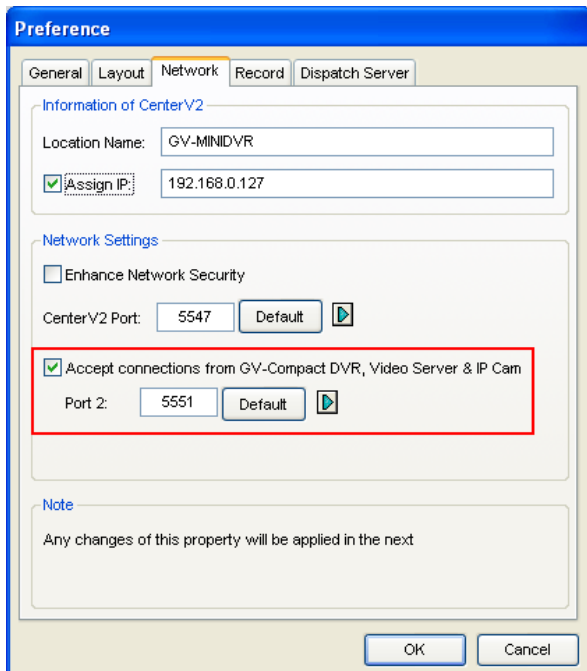 Preference
General Layout Network Record Dispatch Server
Information of CenterV2
Location Name: GV-MINIDVR
Assign IP: 192.168.0.127
Network Settings
Enhance Network Security
CenterV2 Port: 5547 Default
Accept connections from GV-Compact DVR, Video Server & IP Cam
Port 2: 5551 Default
Note
Any changes of this property will be applied in the next
OK Cancel